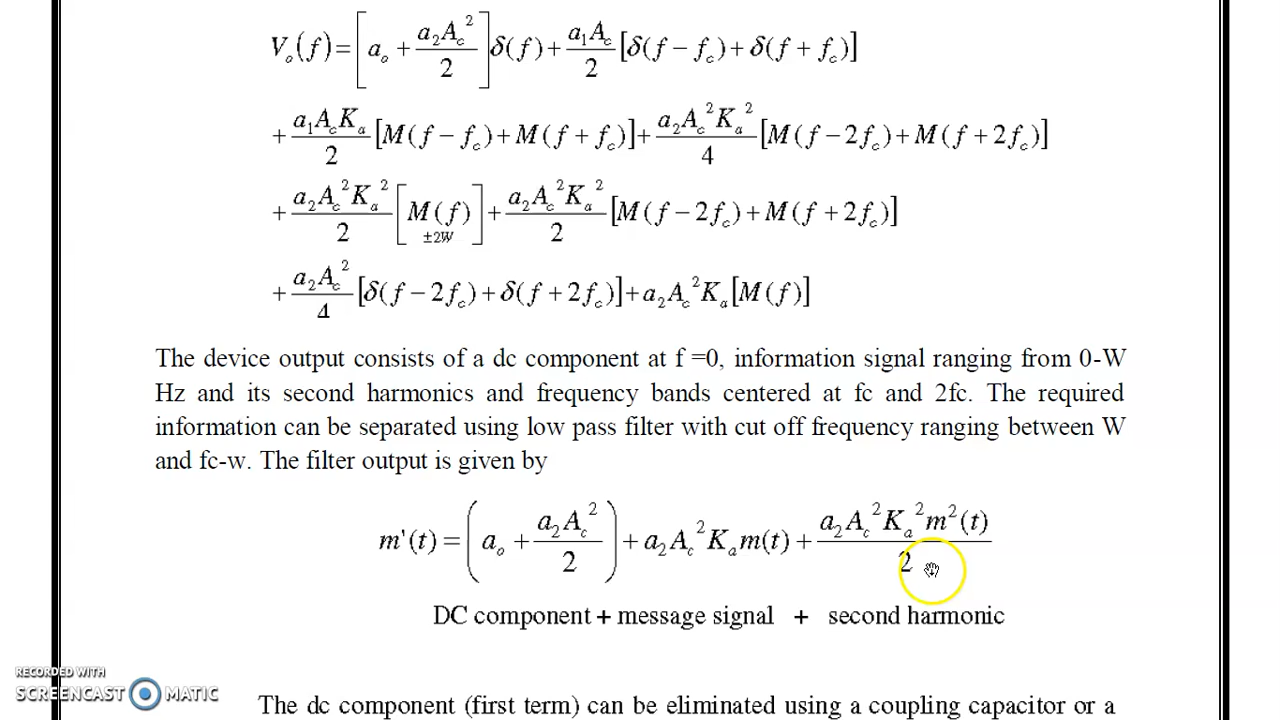 V_o(f) = [a_o + a_2A_c^2/2]δ(f) + a_1A_c/2 [δ(f − f_c) + δ(f + f_c)]
+ a_1A_cK_a/2 [M(f − f_c) + M(f + f_c)] + a_2A_c^2K_a^2/4 [M(f − 2f_c) + M(f + 2f_c)]
+ a_2A_c^2K_a^2/2 [M(f) ±2W] + a_2A_c^2K_a^2/2 [M(f − 2f_c) + M(f + 2f_c)]
+ a_2A_c^2/4 [δ(f − 2f_c) + δ(f + 2f_c)] + a_2A_c^2K_a[M(f)]
The device output consists of a dc component at f =0, information signal ranging from 0-W
Hz and its second harmonics and frequency bands centered at fc and 2fc. The required
information can be separated using low pass filter with cut off frequency ranging between W
and fc-w. The filter output is given by
m'(t) = (a_o + a_2A_c^2/2) + a_2A_c^2K_am(t) + a_2A_c^2K_a^2m^2(t)/2
DC component + message signal + second harmonic
RECORDED WITH
SCREENCAST MATIC
The dc component (first term) can be eliminated using a coupling capacitor or a